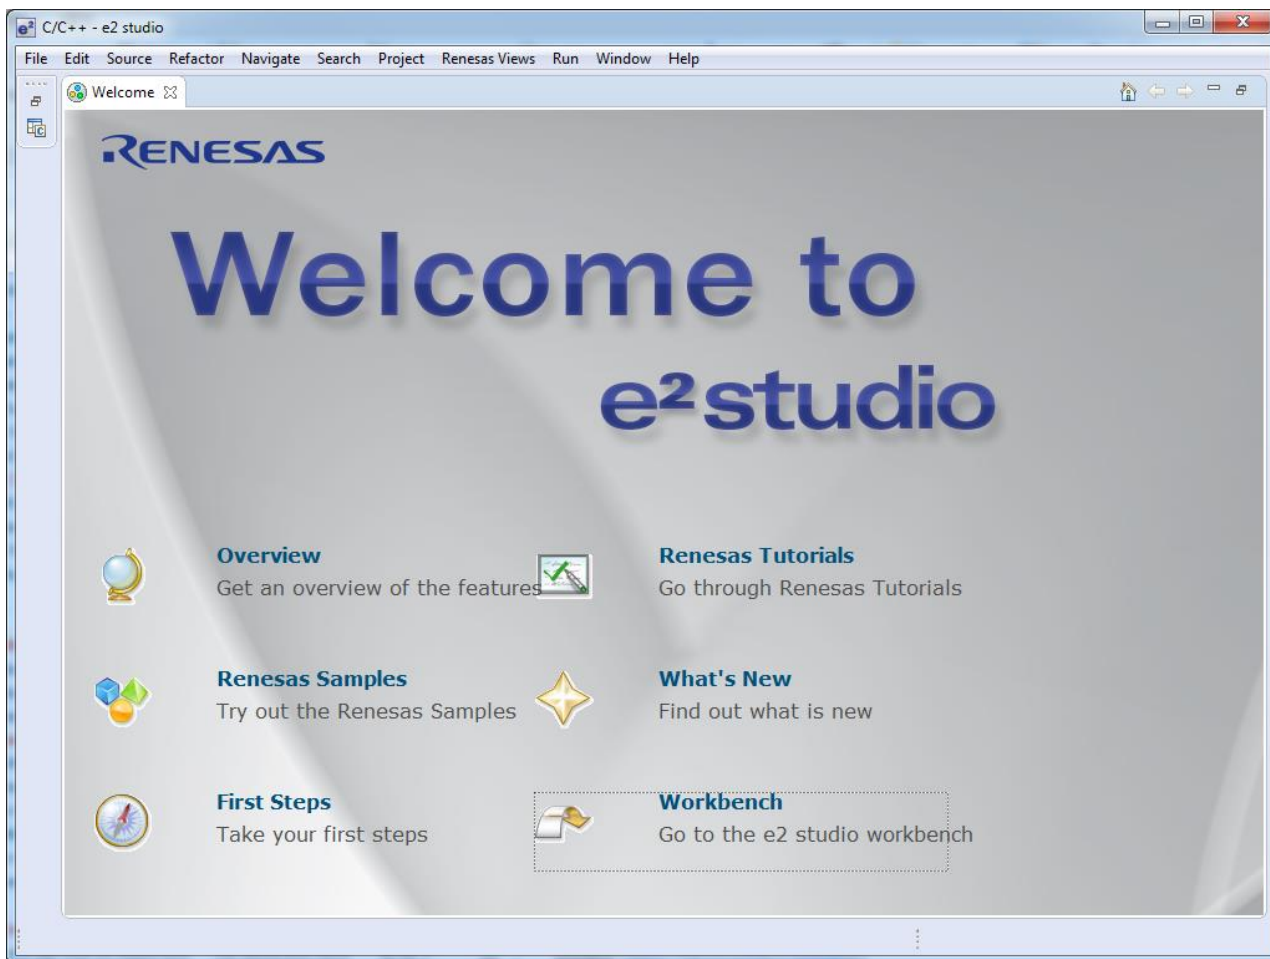 C/C++ - e2 studio
File Edit Source Refactor Navigate Search Project Renesas Views Run Window Help
Welcome
RENESAS
Welcome to
e² studio
Overview
Get an overview of the features
Renesas Tutorials
Go through Renesas Tutorials
Renesas Samples
Try out the Renesas Samples
What's New
Find out what is new
First Steps
Take your first steps
Workbench
Go to the e2 studio workbench